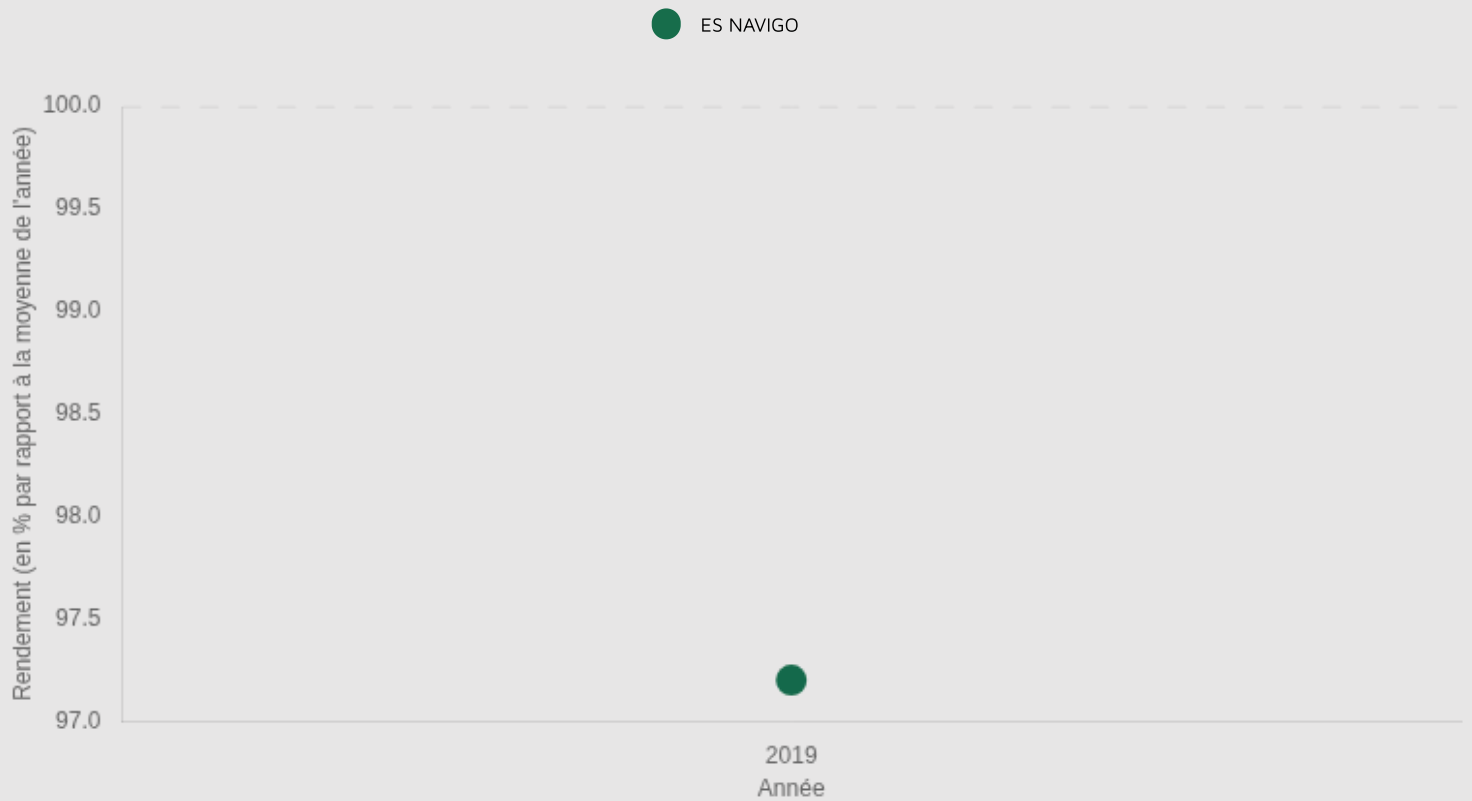 ES NAVIGO
Rendement (en % par rapport à la moyenne de l'année)
100.0
99.5
99.0
98.5
98.0
97.5
97.0
2019
Année